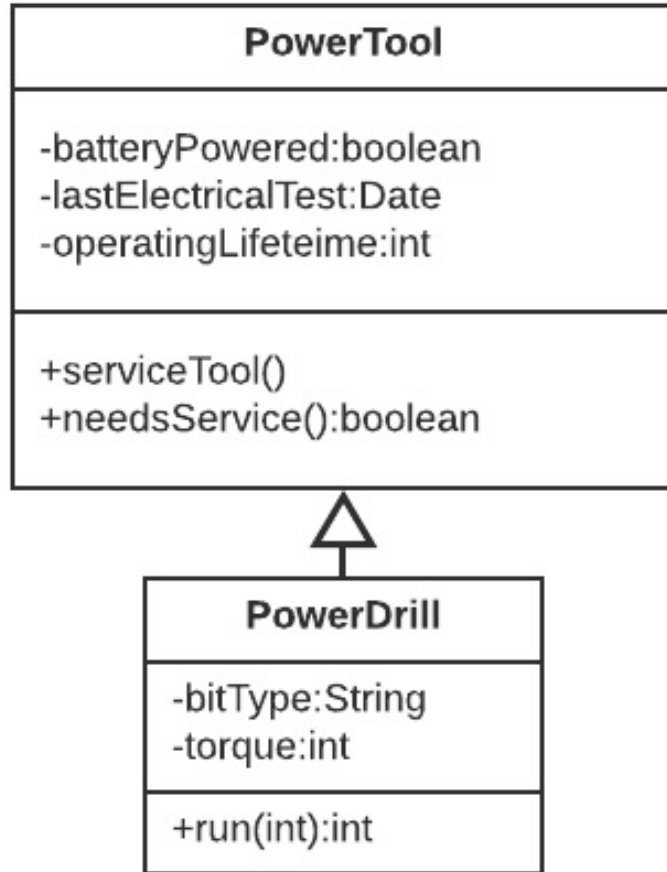 PowerTool
-batteryPowered:boolean
-lastElectricalTest:Date
-operatingLifeteime:int
+serviceTool()
+needsService():boolean
PowerDrill
-bitType:String
-torque:int
+run(int):int